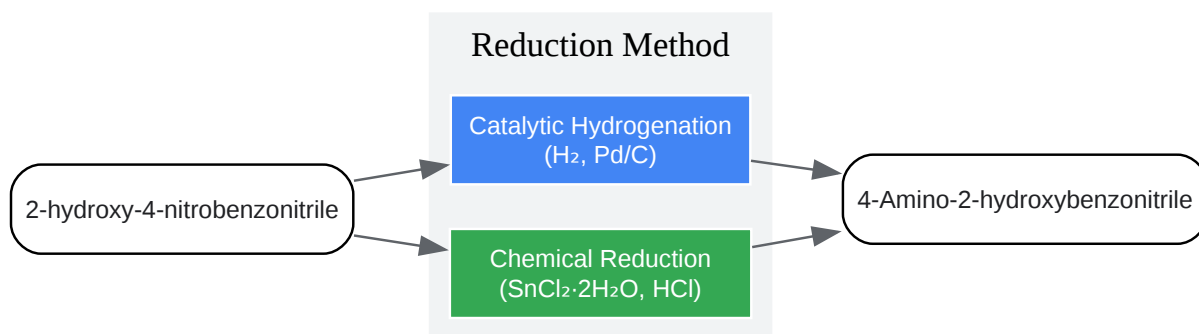 Reduction Method
2-hydroxy-4-nitrobenzonitrile
Catalytic Hydrogenation
(H₂, Pd/C)
Chemical Reduction
(SnCl₂·2H₂O, HCl)
4-Amino-2-hydroxybenzonitrile